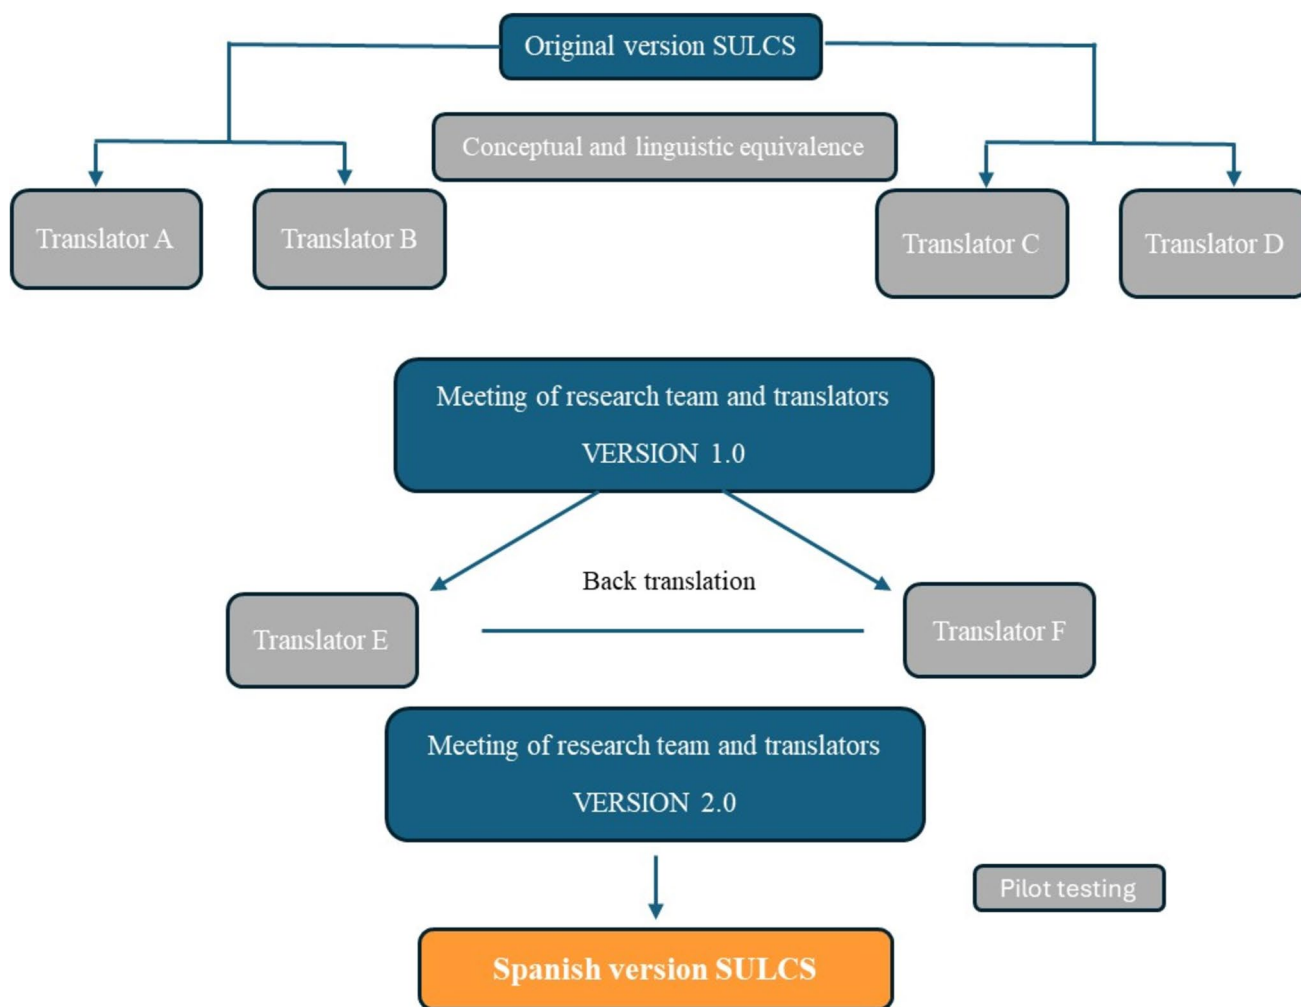 Original version SULCS
Conceptual and linguistic equivalence
Translator A
Translator B
Translator C
Translator D
Meeting of research team and translators
VERSION 1.0
Back translation
Translator E
Translator F
Meeting of research team and translators
VERSION 2.0
Pilot testing
Spanish version SULCS